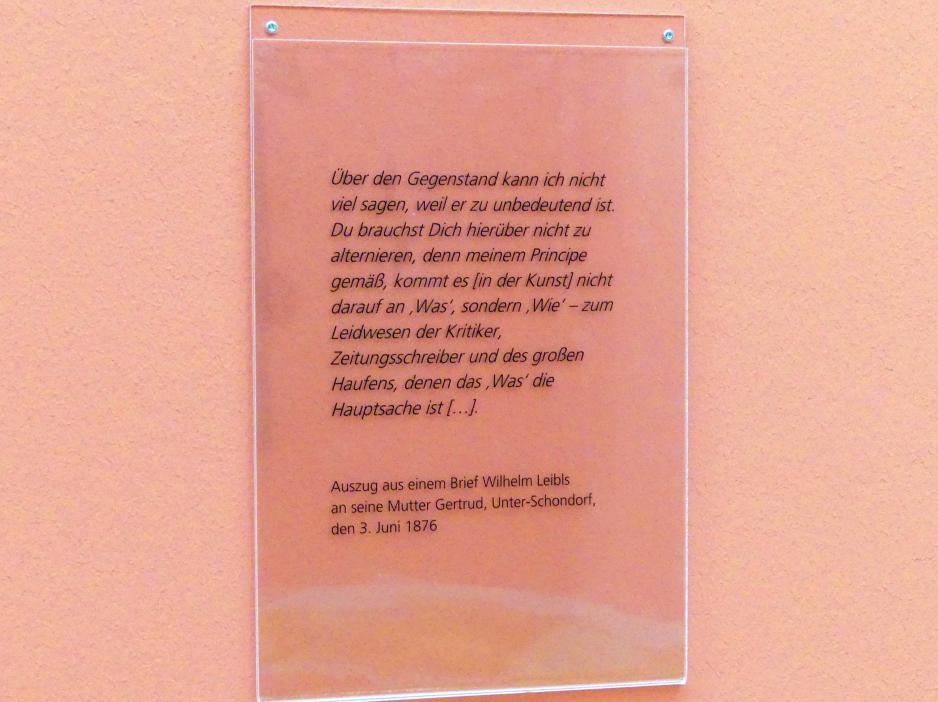 Über den Gegenstand kann ich nicht
viel sagen, weil er zu unbedeutend ist.
Du brauchst Dich hierüber nicht zu
alternieren, denn meinem Principe
gemäß, kommt es [in der Kunst] nicht
darauf an ‚Was‘, sondern ‚Wie‘ – zum
Leidwesen der Kritiker,
Zeitungsschreiber und des großen
Haufens, denen das ‚Was‘ die
Hauptsache ist […].
Auszug aus einem Brief Wilhelm Leibls
an seine Mutter Gertrud, Unter-Schondorf,
den 3. Juni 1876